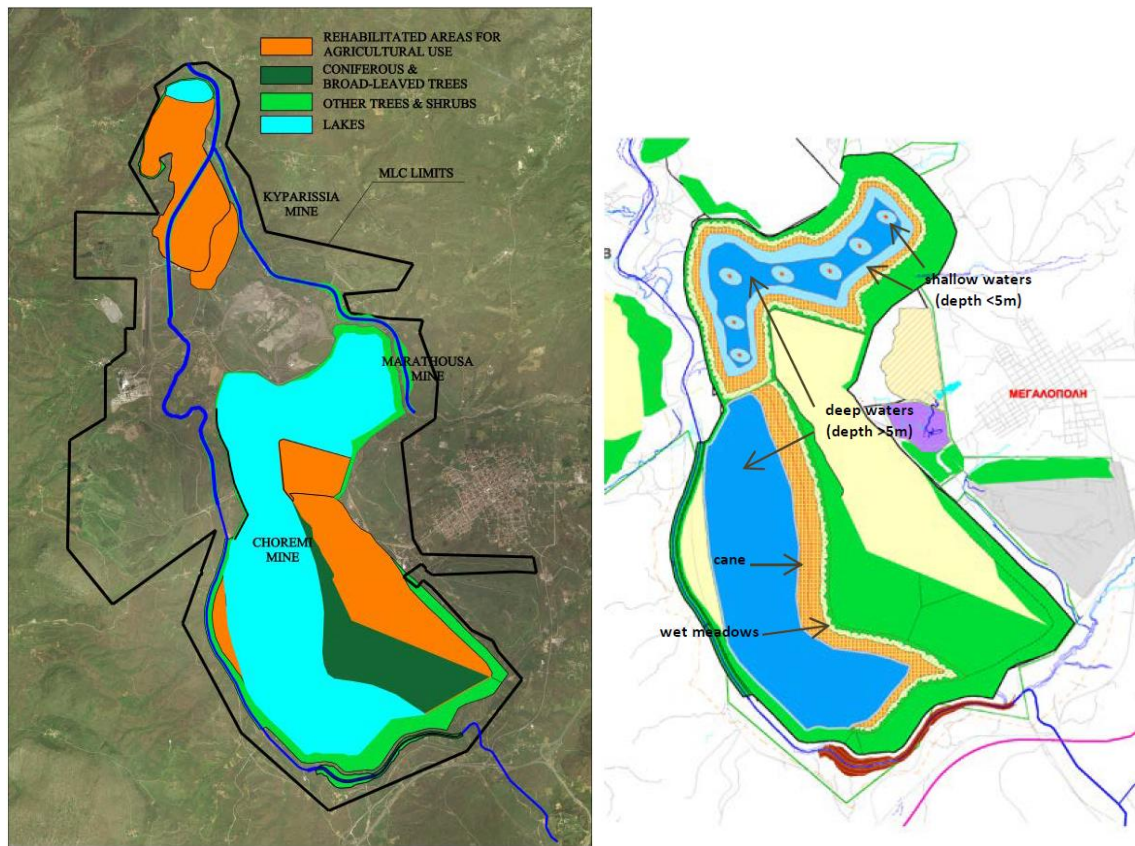 REHABILITATED AREAS FOR
AGRICULTURAL USE
CONIFEROUS &
BROAD-LEAVED TREES
OTHER TREES & SHRUBS
LAKES
MLC LIMITS
KYPARISSIA
MINE
MARATHOUSA
MINE
CHOREMI
MINE
B
shallow waters
(depth <5m)
ΜΕΓΑΛΟΠΟΛΗ
deep waters
(depth >5m)
cane
wet meadows